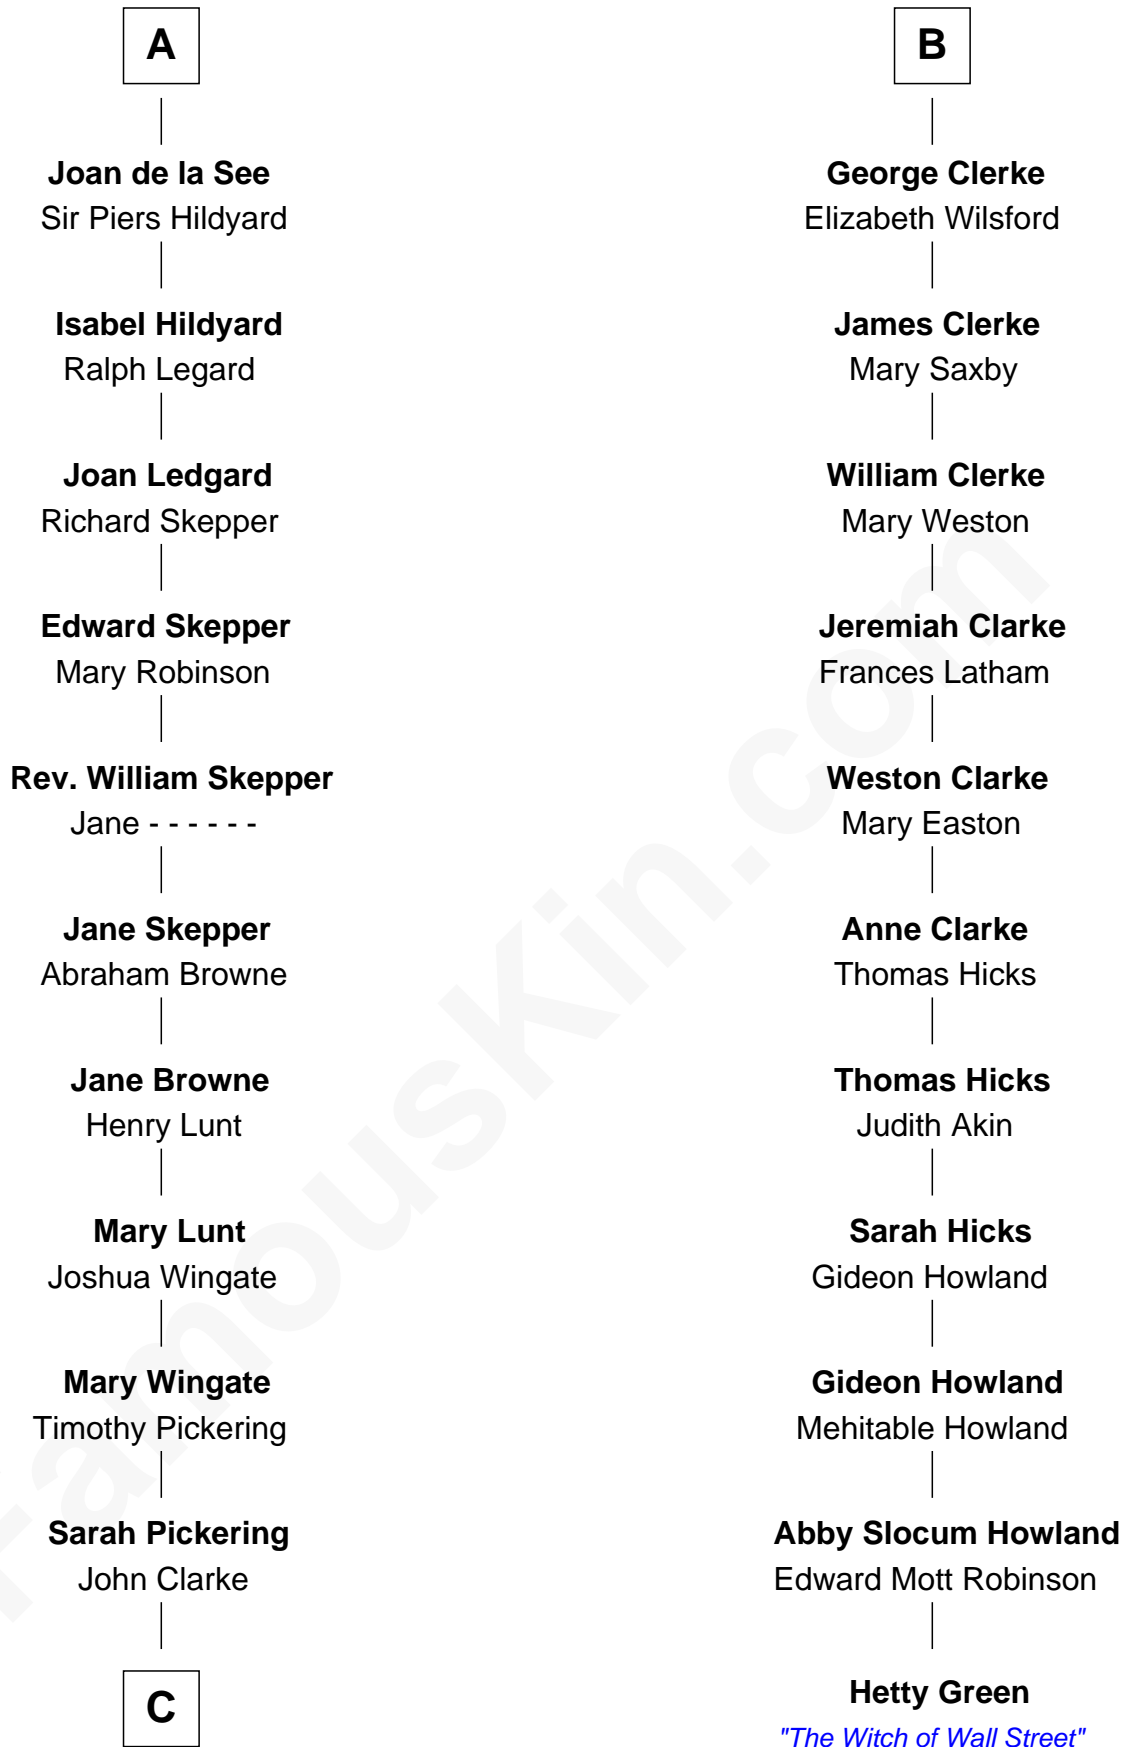 A
Joan de la See
Sir Piers Hildyard
Isabel Hildyard
Ralph Legard
Joan Ledgard
Richard Skepper
Edward Skepper
Mary Robinson
Rev. William Skepper
Jane - - - - - -
Jane Skepper
Abraham Browne
Jane Browne
Henry Lunt
Mary Lunt
Joshua Wingate
Mary Wingate
Timothy Pickering
Sarah Pickering
John Clarke
C
B
George Clerke
Elizabeth Wilsford
James Clerke
Mary Saxby
William Clerke
Mary Weston
Jeremiah Clarke
Frances Latham
Weston Clarke
Mary Easton
Anne Clarke
Thomas Hicks
Thomas Hicks
Judith Akin
Sarah Hicks
Gideon Howland
Gideon Howland
Mehitable Howland
Abby Slocum Howland
Edward Mott Robinson
Hetty Green
"The Witch of Wall Street"
FamousKin.com